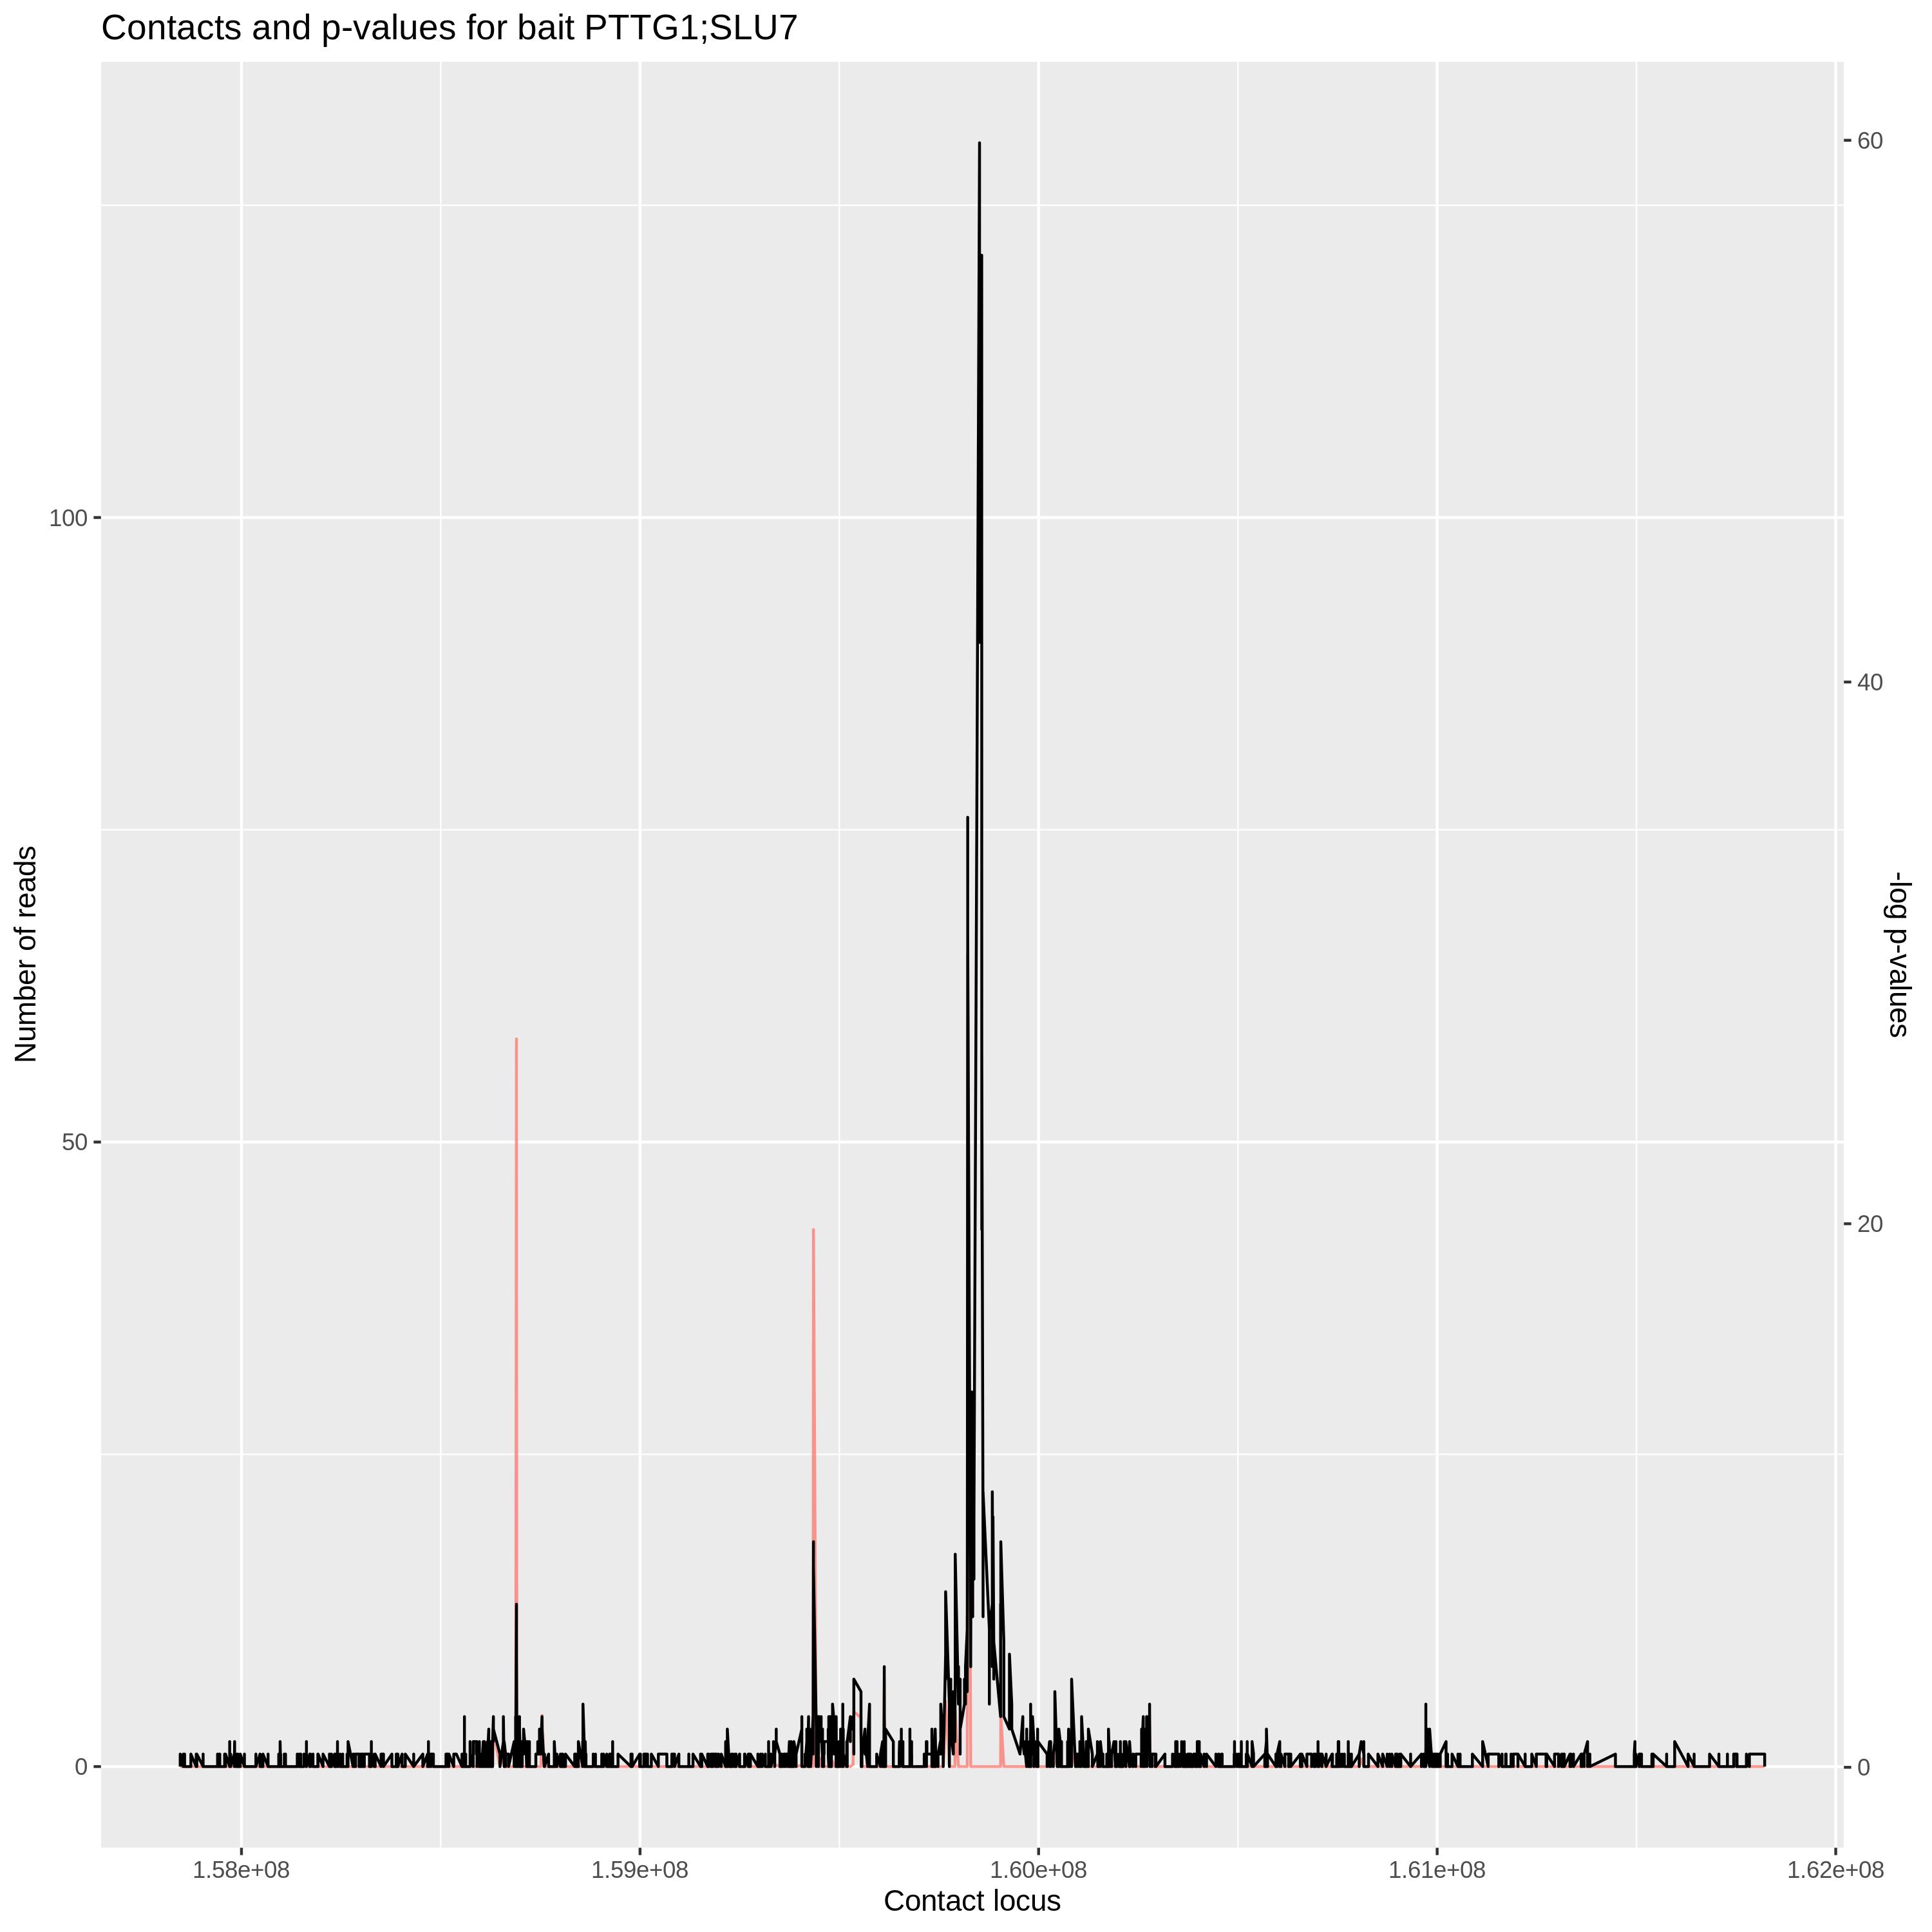 Contacts and p-values for bait PTTG1;SLU7
60
100
40
Number of reads
-log p-values
50
20
0
0
1.58e+08 1.59e+08 1.60e+08 1.61e+08 1.62e+08
Contact locus